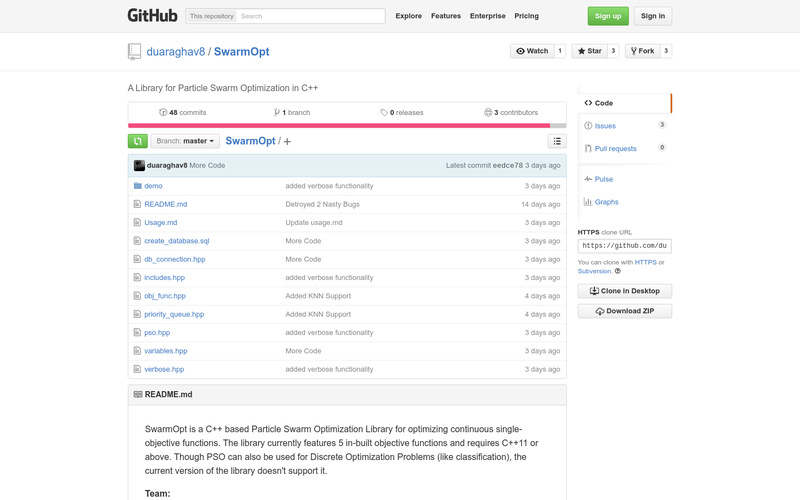 GitHub This repository Search Explore Features Enterprise Pricing Sign up Sign in
duaraghav8 / SwarmOpt Watch 1 Star 3 Fork 3
A Library for Particle Swarm Optimization in C++
48 commits 1 branch 0 releases 3 contributors
Branch: master SwarmOpt / +
duaraghav8 More Code Latest commit eedce78 3 days ago
demo added verbose functionality 3 days ago
README.md Detroyed 2 Nasty Bugs 14 days ago
Usage.md Update usage.md 3 days ago
create_database.sql More Code 3 days ago
db_connection.hpp More Code 3 days ago
includes.hpp added verbose functionality 3 days ago
obj_func.hpp Added KNN Support 4 days ago
priority_queue.hpp Added KNN Support 4 days ago
pso.hpp added verbose functionality 3 days ago
variables.hpp More Code 3 days ago
verbose.hpp added verbose functionality 3 days ago
README.md
SwarmOpt is a C++ based Particle Swarm Optimization Library for optimizing continuous single-
objective functions. The library currently features 5 in-built objective functions and requires C++11 or
above. Though PSO can also be used for Discrete Optimization Problems (like classification), the
current version of the library doesn't support it.
Team:
Code
Issues 3
Pull requests 0
Pulse
Graphs
HTTPS clone URL
https://github.com/du
You can clone with HTTPS or
Subversion.
Clone in Desktop
Download ZIP